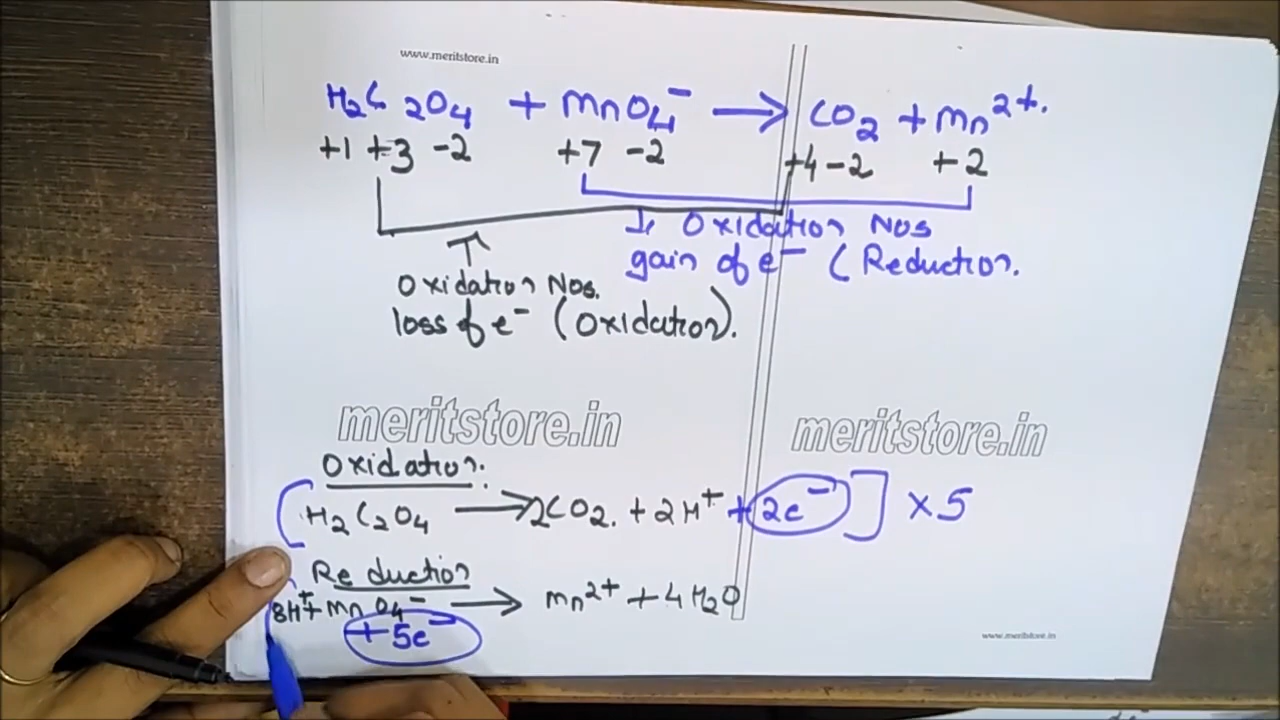 www.meritstore.in
H₂C₂O₄ + MnO₄⁻ → CO₂ + Mn²⁺.
+1 +3 -2 +7 -2 +4 -2 +2
↓ Oxidation Nos
gain of e⁻ (Reduction.
↑
Oxidation Nos.
loss of e⁻ (Oxidation).
meritstore.in meritstore.in
Oxidation.
[H₂C₂O₄ → 2CO₂. + 2H⁺ + 2e⁻] ×5
Reduction
8H⁺ + MnO₄⁻ → Mn²⁺ + 4H₂O
+ 5e⁻
www.meritstore.in